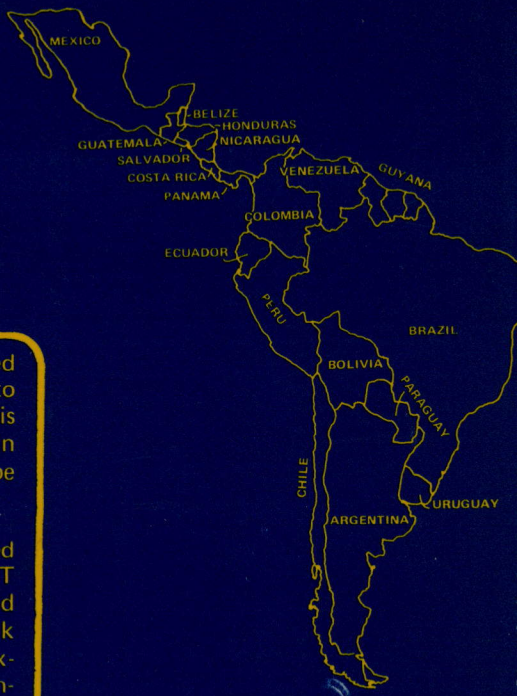 MEXICO
BELIZE
HONDURAS
GUATEMALA
NICARAGUA
SALVADOR
COSTA RICA
PANAMA
VENEZUELA
GUYANA
COLOMBIA
ECUADOR
PERU
BRAZIL
BOLIVIA
PARAGUAY
CHILE
URUGUAY
ARGENTINA
is